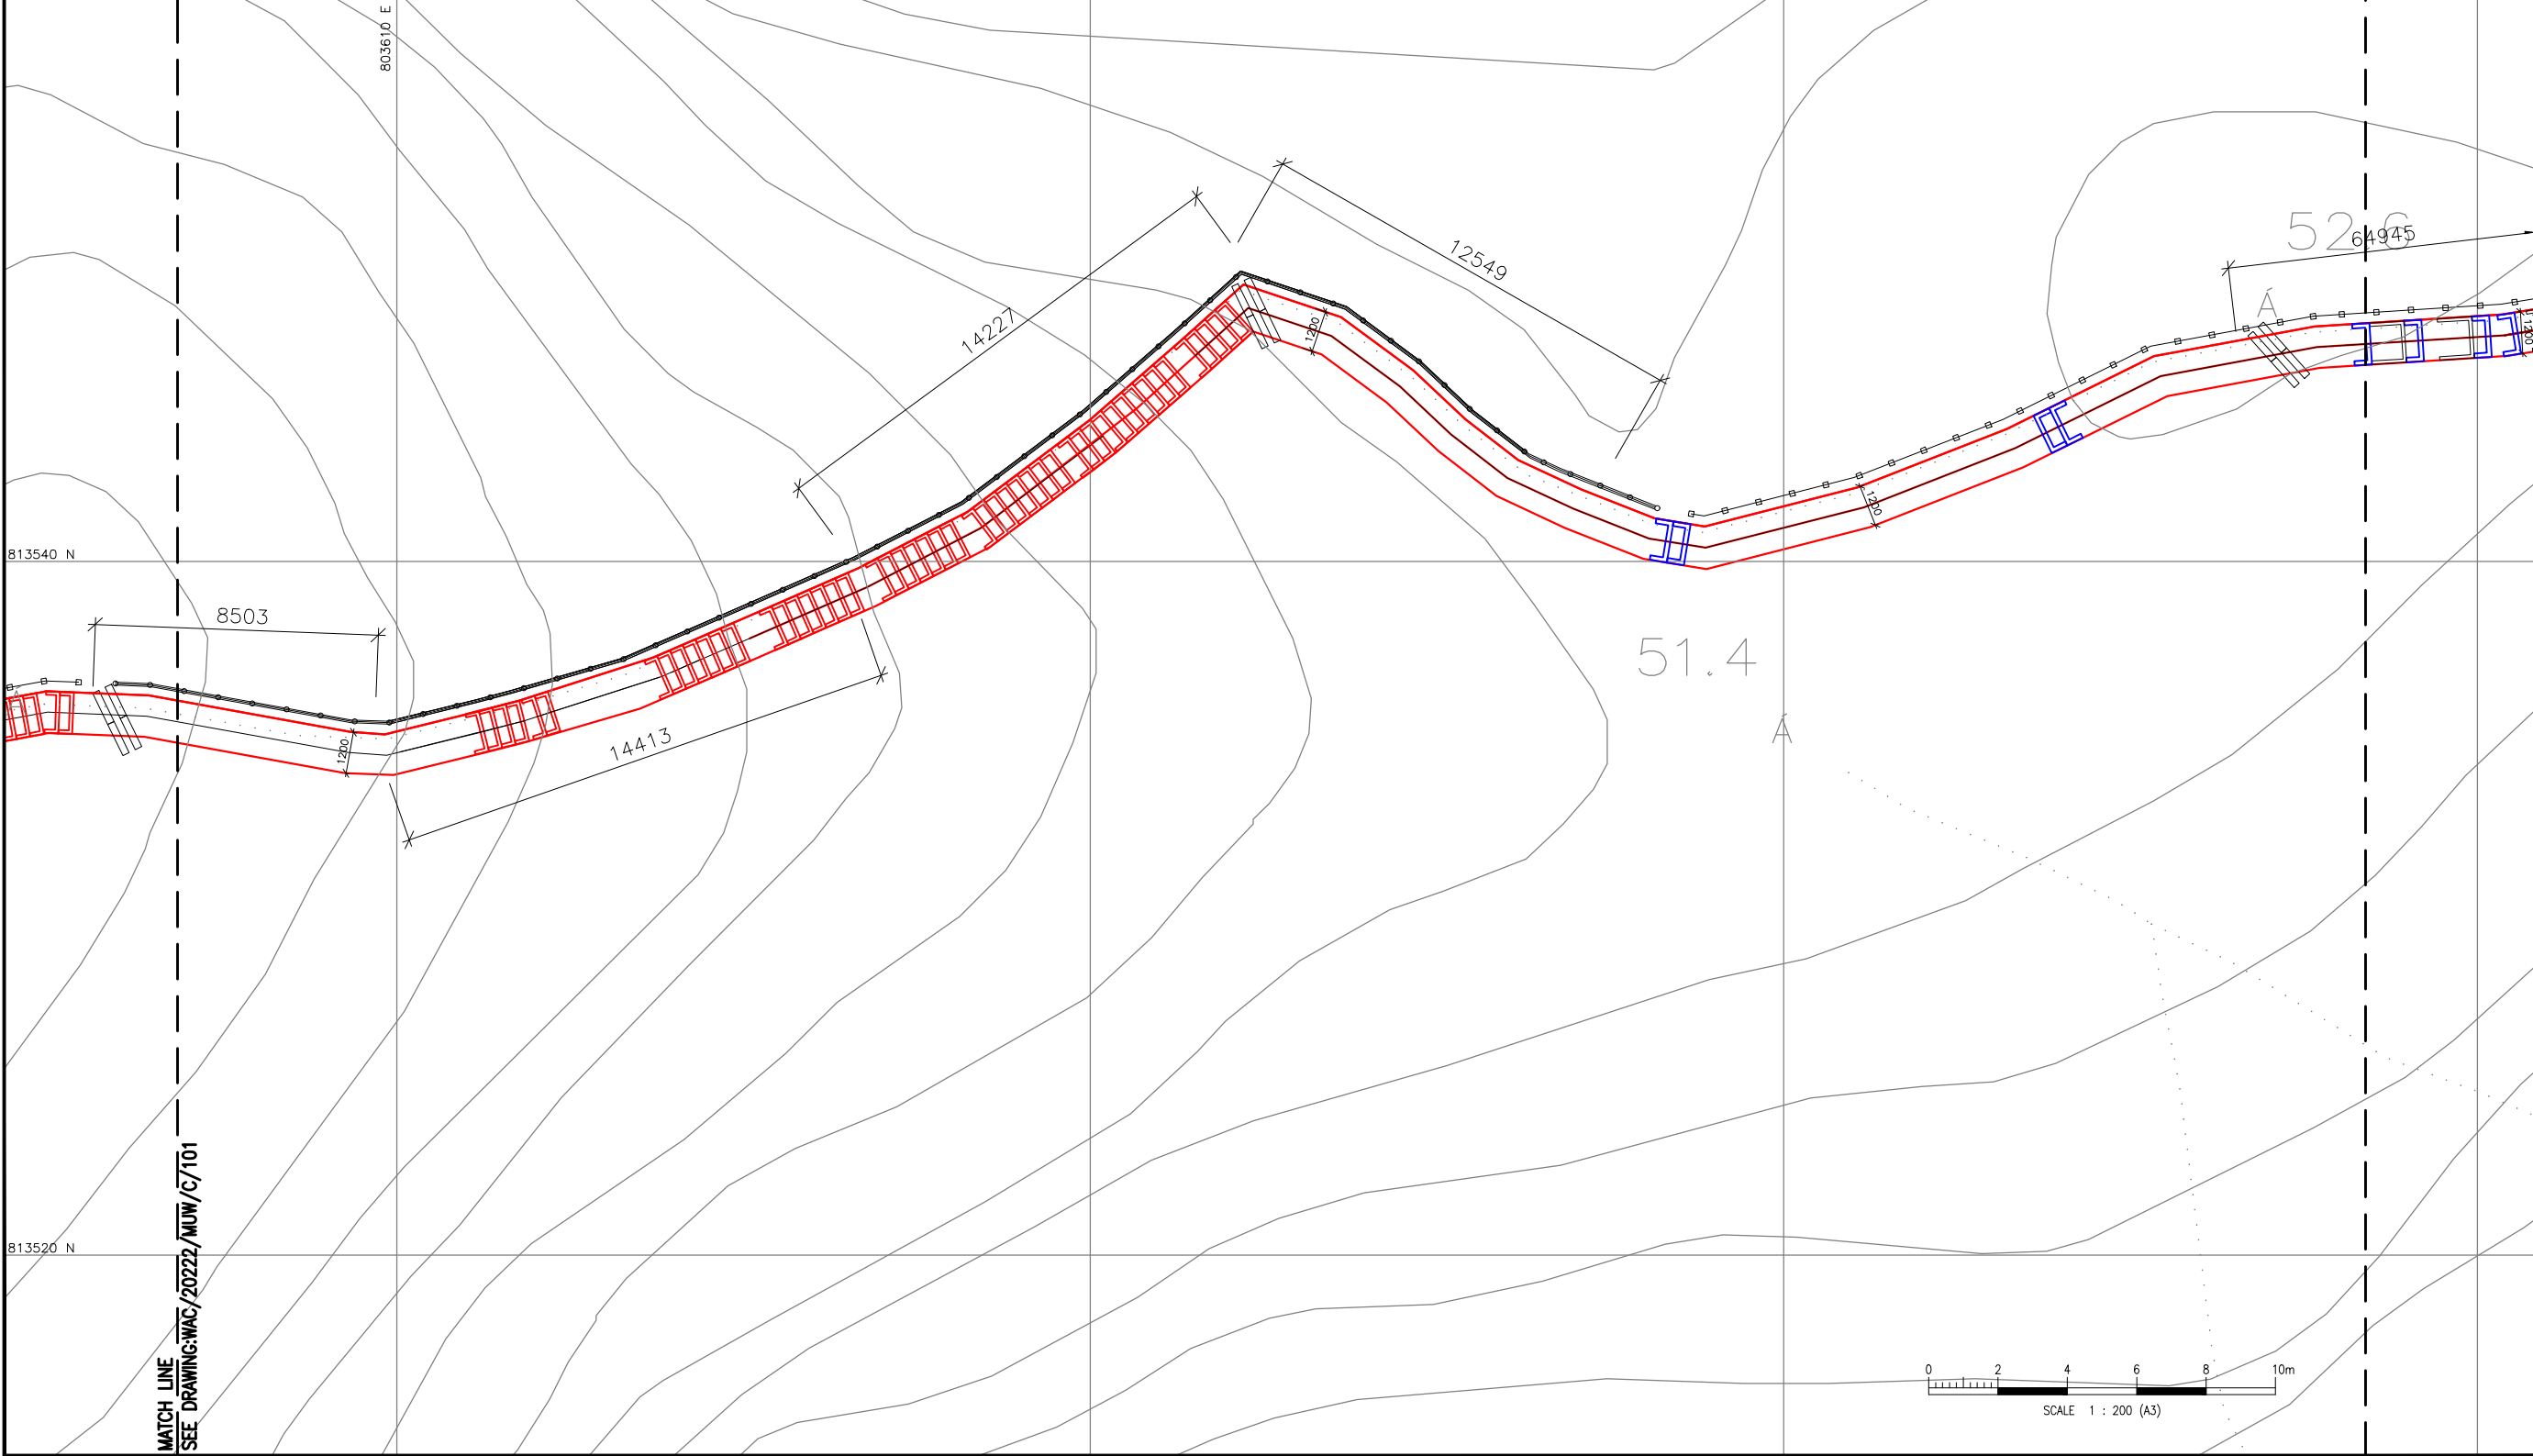 803610 E
12549
52.6
64945
14227
Á
1200
1200
1200
813540 N
8503
51.4
Á
1200
14413
Á
813520 N
MATCH LINE
SEE DRAWING:WAC/20222/MUW/C/101
0 2 4 6 8 10m
SCALE 1 : 200 (A3)